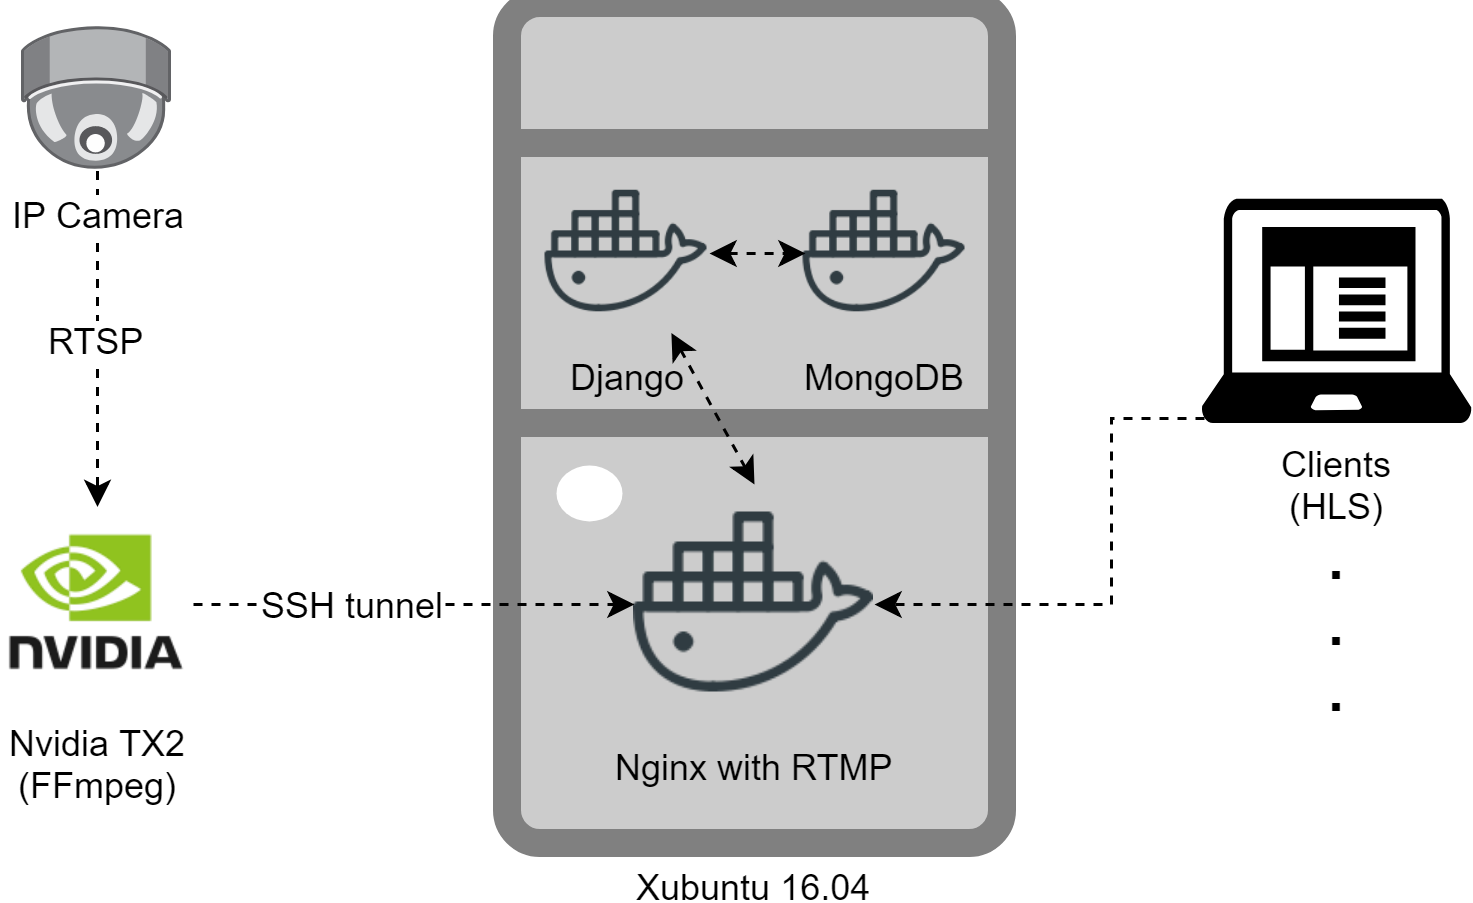 IP Camera
RTSP
NVIDIA
Nvidia TX2
(FFmpeg)
SSH tunnel
Django
MongoDB
Nginx with RTMP
Xubuntu 16.04
Clients
(HLS)
.
.
.